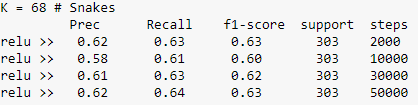 K = 68 # Snakes
Prec Recall f1-score support steps
relu >> 0.62 0.63 0.63 303 2000
relu >> 0.58 0.61 0.60 303 10000
relu >> 0.61 0.63 0.62 303 30000
relu >> 0.62 0.64 0.63 303 50000